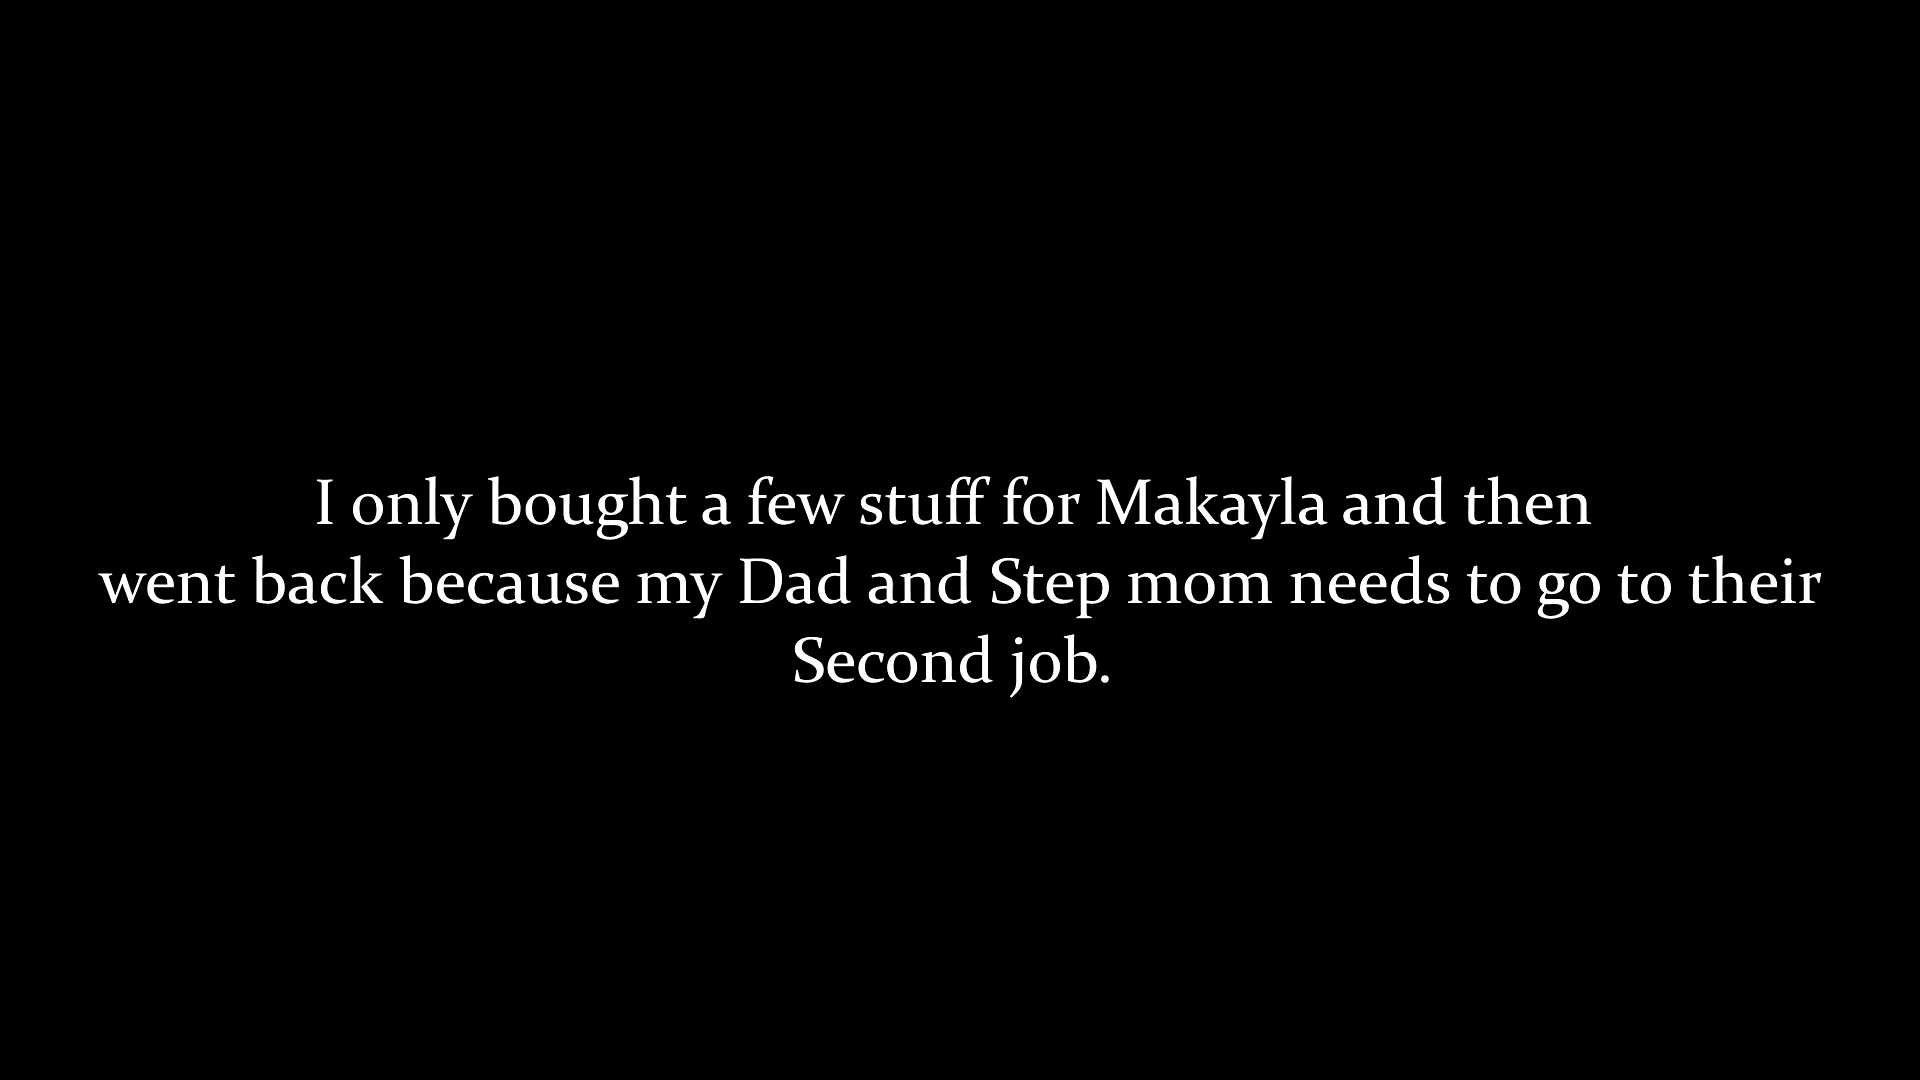 I only bought a few stuff for Makayla and then
went back because my Dad and Step mom needs to go to their
Second job.